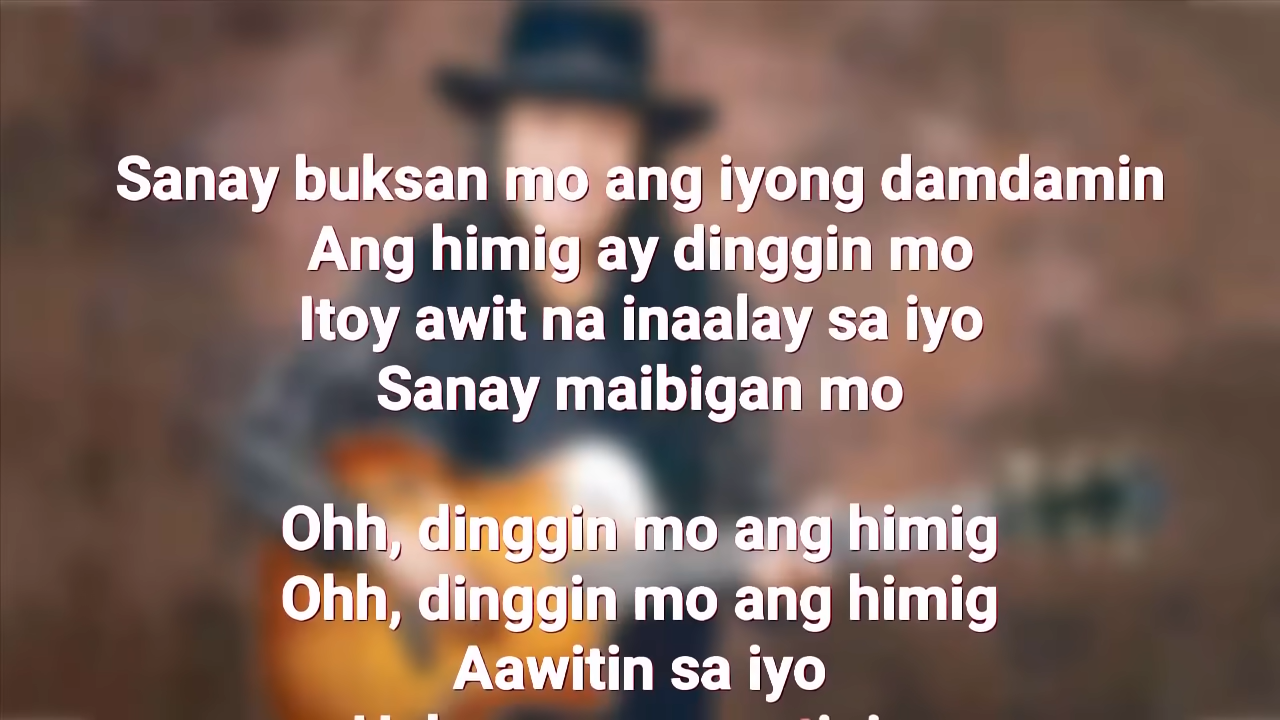 Sanay buksan mo ang iyong damdamin
Ang himig ay dinggin mo
Itoy awit na inaalay sa iyo
Sanay maibigan mo
Ohh, dinggin mo ang himig
Ohh, dinggin mo ang himig
Aawitin sa iyo